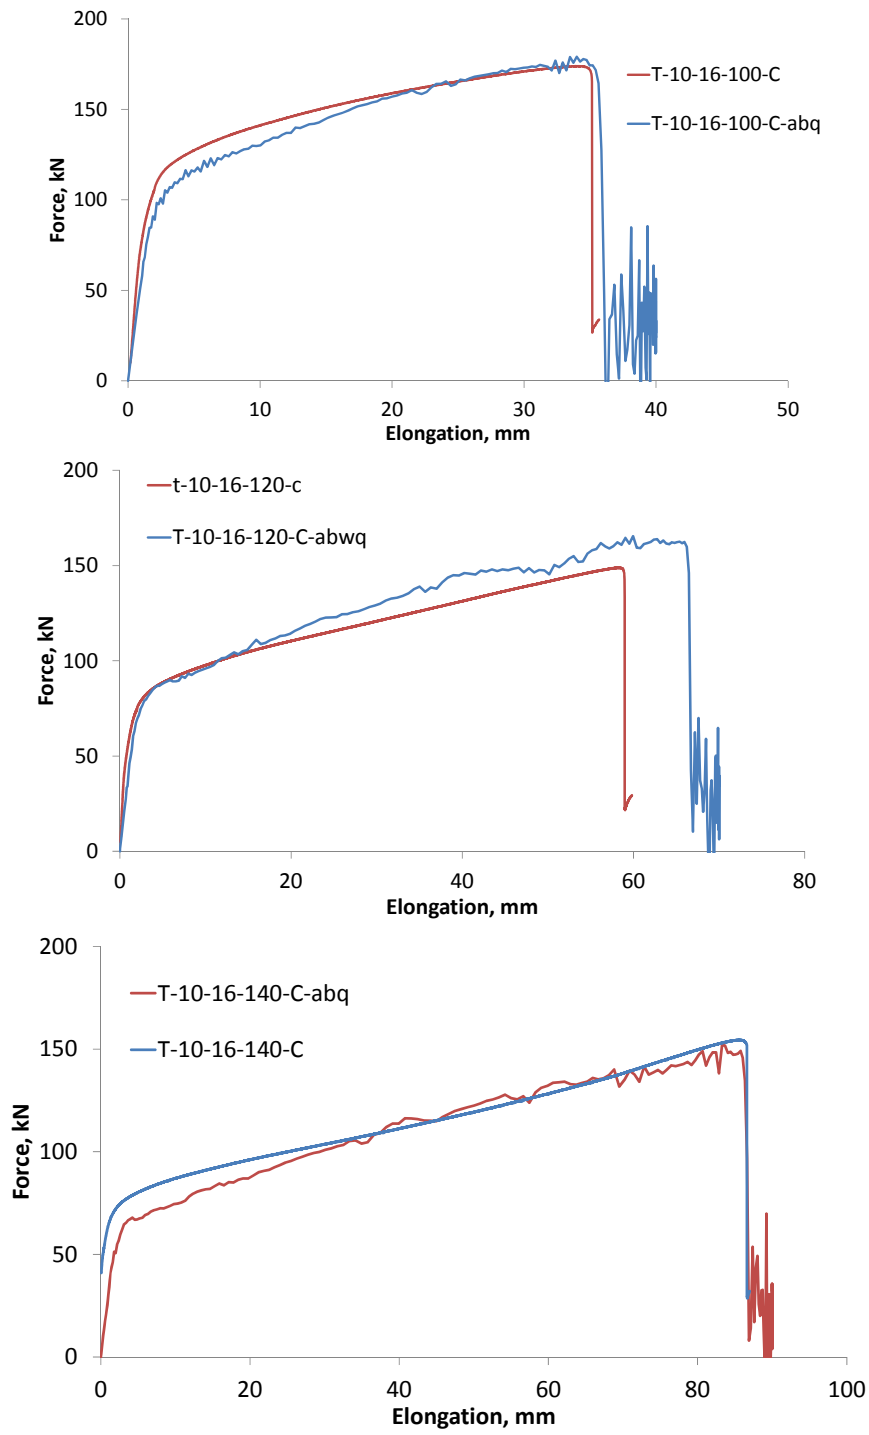 200
150
100
50
0
Force, kN
T-10-16-100-C
T-10-16-100-C-abq
0 10 20 30 40 50
Elongation, mm
200
150
100
50
0
Force, kN
t-10-16-120-c
T-10-16-120-C-abwq
0 20 40 60 80
Elongation, mm
200
150
100
50
0
Force, kN
T-10-16-140-C-abq
T-10-16-140-C
0 20 40 60 80 100
Elongation, mm